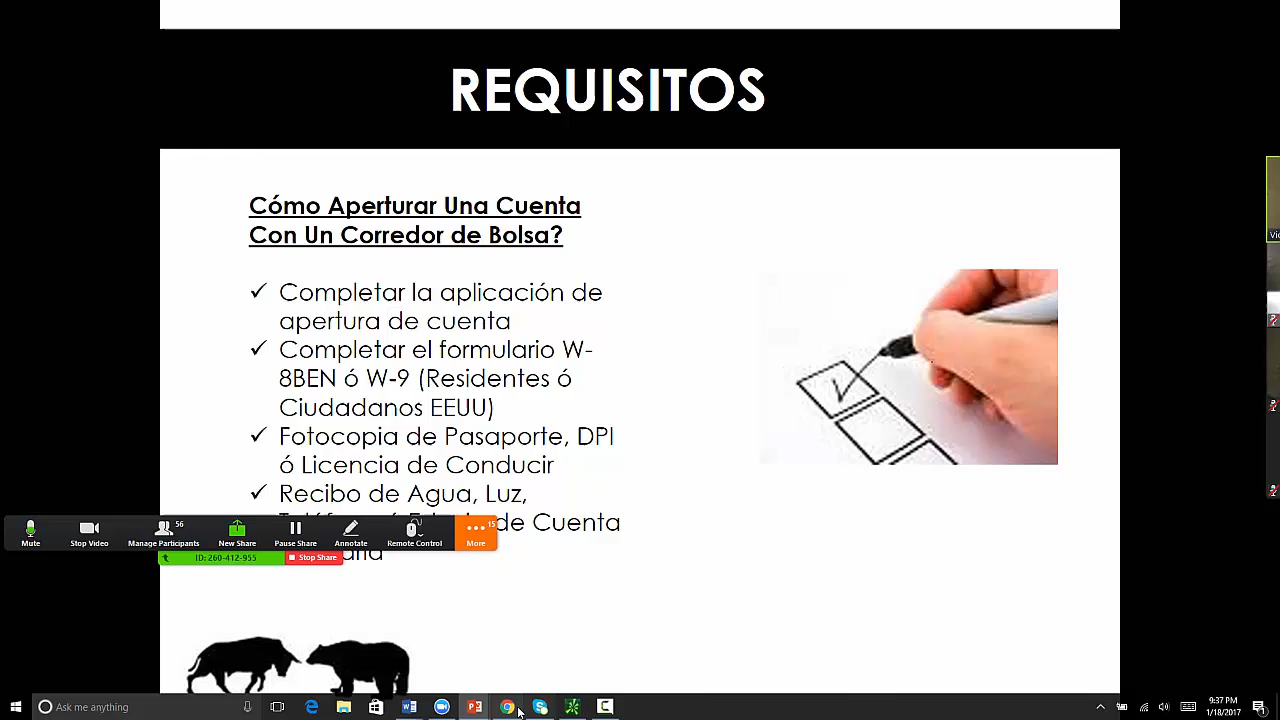 REQUISITOS
Cómo Aperturar Una Cuenta
Con Un Corredor de Bolsa?
✓ Completar la aplicación de
apertura de cuenta
✓ Completar el formulario W-
8BEN ó W-9 (Residentes ó
Ciudadanos EEUU)
✓ Fotocopia de Pasaporte, DPI
ó Licencia de Conducir
✓ Recibo de Agua, Luz,
de Cuenta
56
15
Mute
Stop Video
Manage Participants
New Share
Pause Share
Annotate
Remote Control
More
ID: 260-412-955
Stop Share
Ask me anything
9:37 PM
1/18/2017